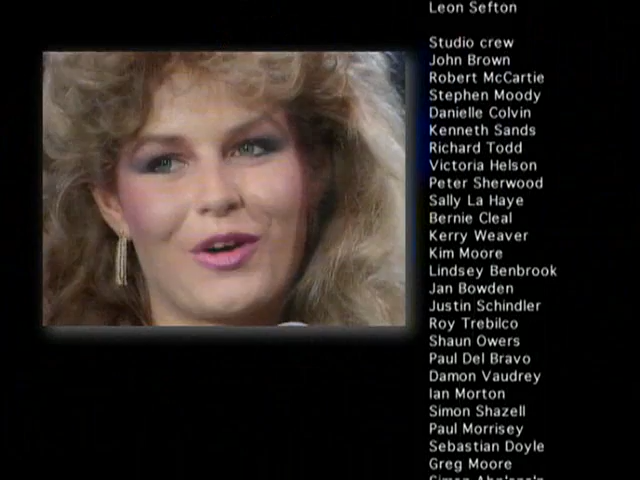 Leon Sefton
Studio crew
John Brown
Robert McCartie
Stephen Moody
Danielle Colvin
Kenneth Sands
Richard Todd
Victoria Helson
Peter Sherwood
Sally La Haye
Bernie Cleal
Kerry Weaver
Kim Moore
Lindsey Benbrook
Jan Bowden
Justin Schindler
Roy Trebilco
Shaun Owers
Paul Del Bravo
Damon Vaudrey
Ian Morton
Simon Shazell
Paul Morrisey
Sebastian Doyle
Greg Moore